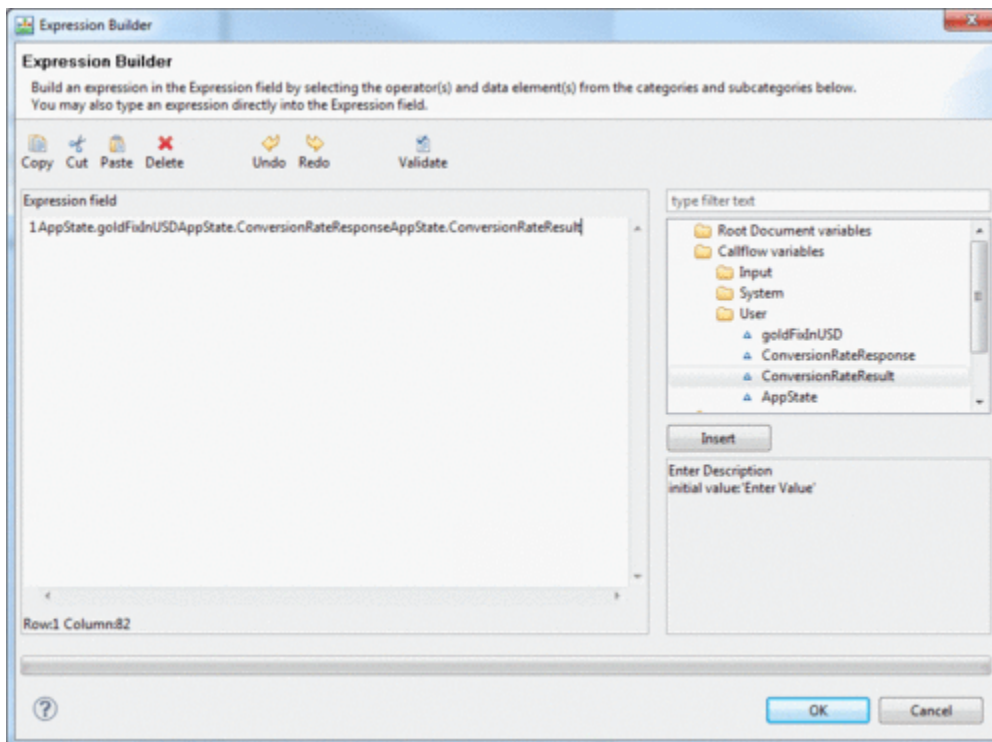 Expression Builder
Expression Builder
Build an expression in the Expression field by selecting the operator(s) and data element(s) from the categories and subcategories below.
You may also type an expression directly into the Expression field.
Copy Cut Paste Delete Undo Redo Validate
Expression field
1AppState.goldFixInUSDAppState.ConversionRateResponseAppState.ConversionRateResult
Row:1 Column:82
type filter text
Root Document variables
Callflow variables
Input
System
User
goldFixInUSD
ConversionRateResponse
ConversionRateResult
AppState
Insert
Enter Description
initial value:'Enter Value'
?
OK Cancel